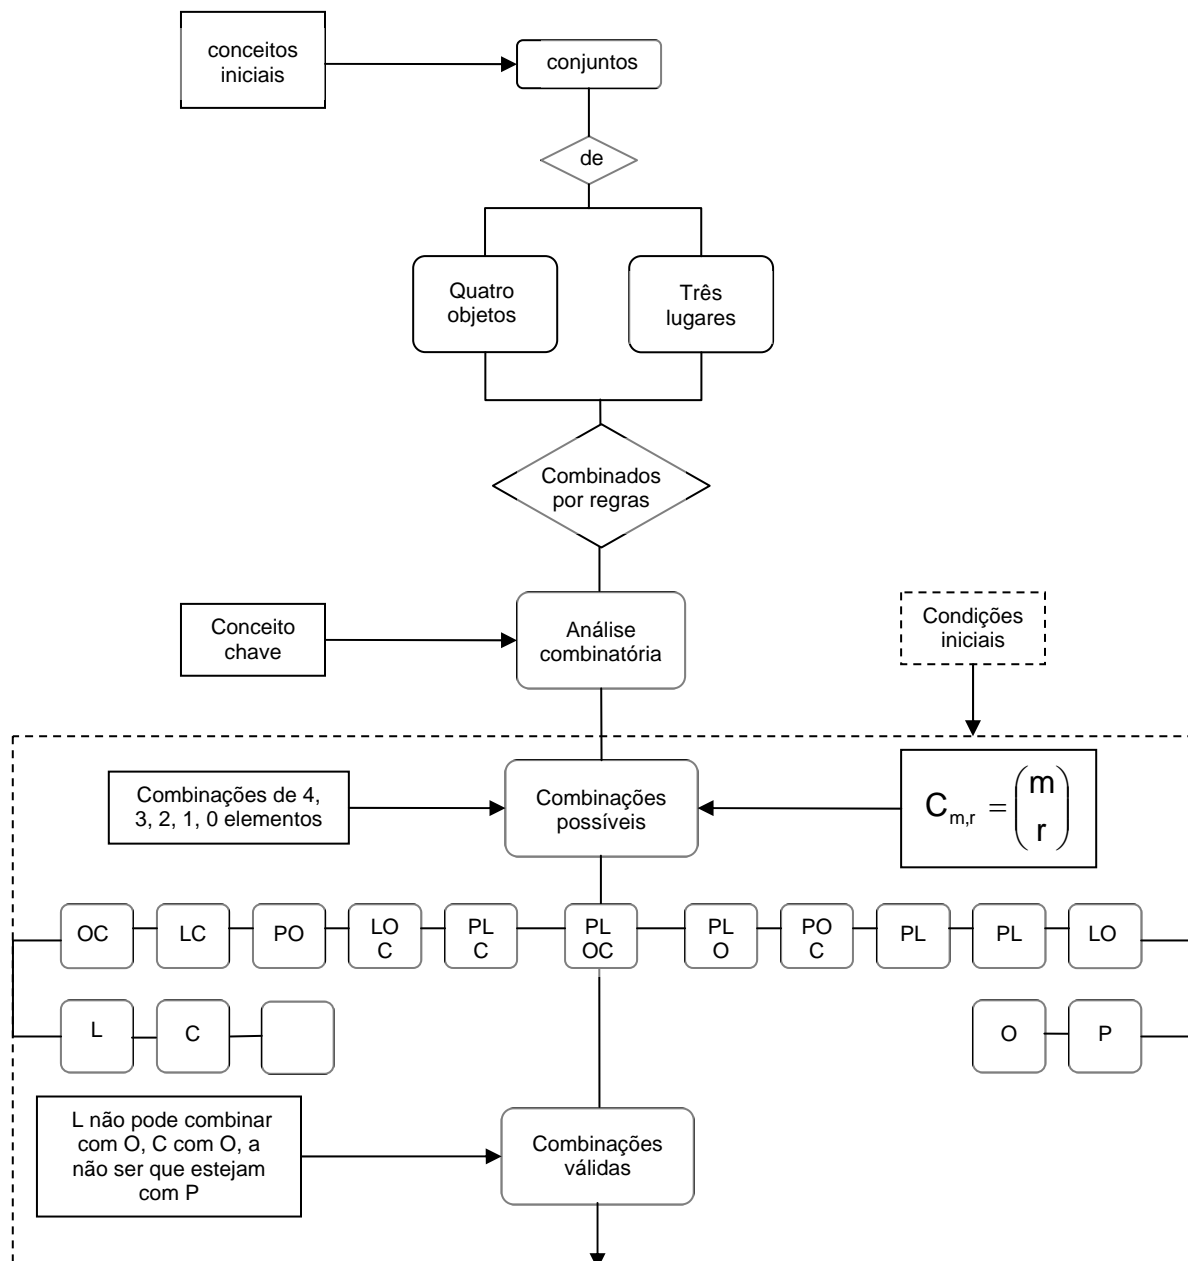 conceitos
iniciais
conjuntos
de
Quatro
objetos
Três
lugares
Combinados
por regras
Conceito
chave
Análise
combinatória
Condições
iniciais
Combinações de 4,
3, 2, 1, 0 elementos
Combinações
possíveis
C m,r = (m r)
OC
LC
PO
LO
C
PL
C
PL
OC
PL
O
PO
C
PL
PL
LO
L
C
O
P
L não pode combinar
com O, C com O, a
não ser que estejam
com P
Combinações
válidas